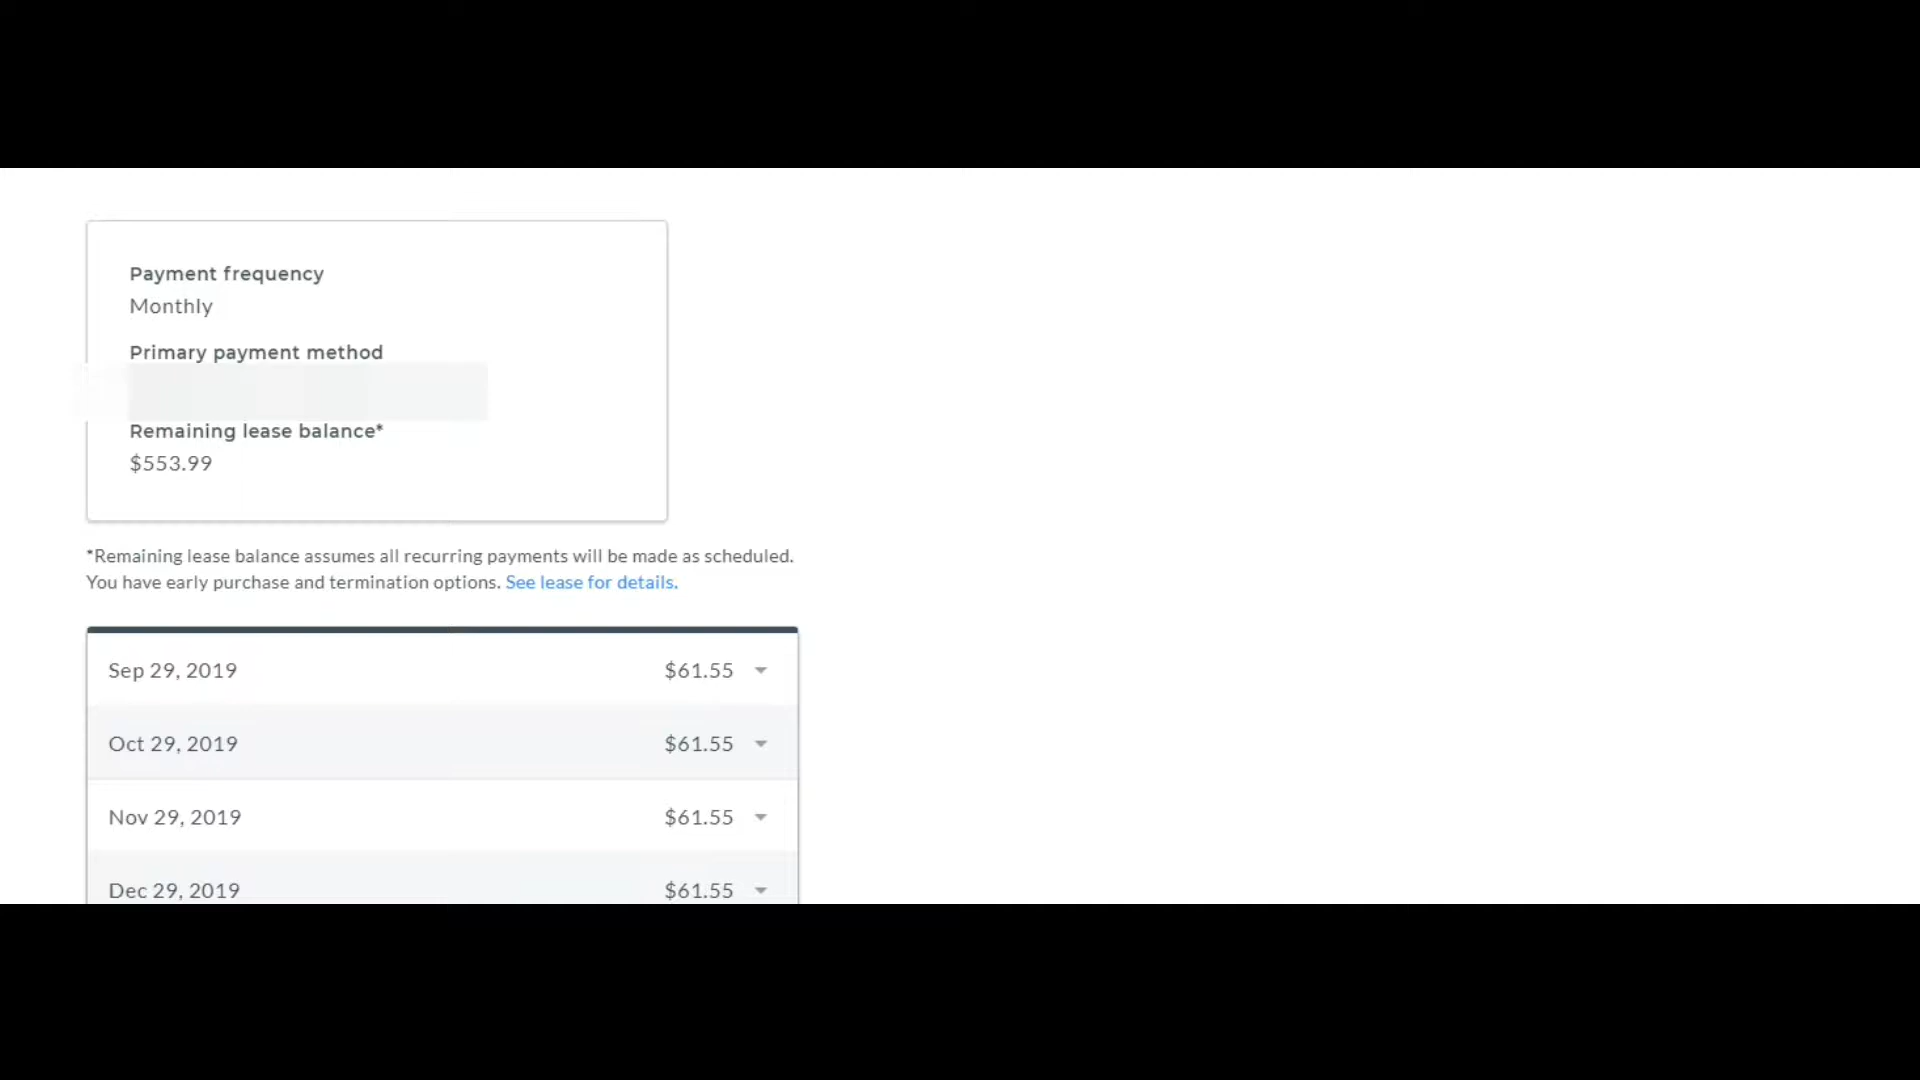 Payment frequency
Monthly
Primary payment method
Remaining lease balance*
$553.99
*Remaining lease balance assumes all recurring payments will be made as scheduled.
You have early purchase and termination options. See lease for details.
Sep 29, 2019 $61.55
Oct 29, 2019 $61.55
Nov 29, 2019 $61.55
Dec 29, 2019 $61.55